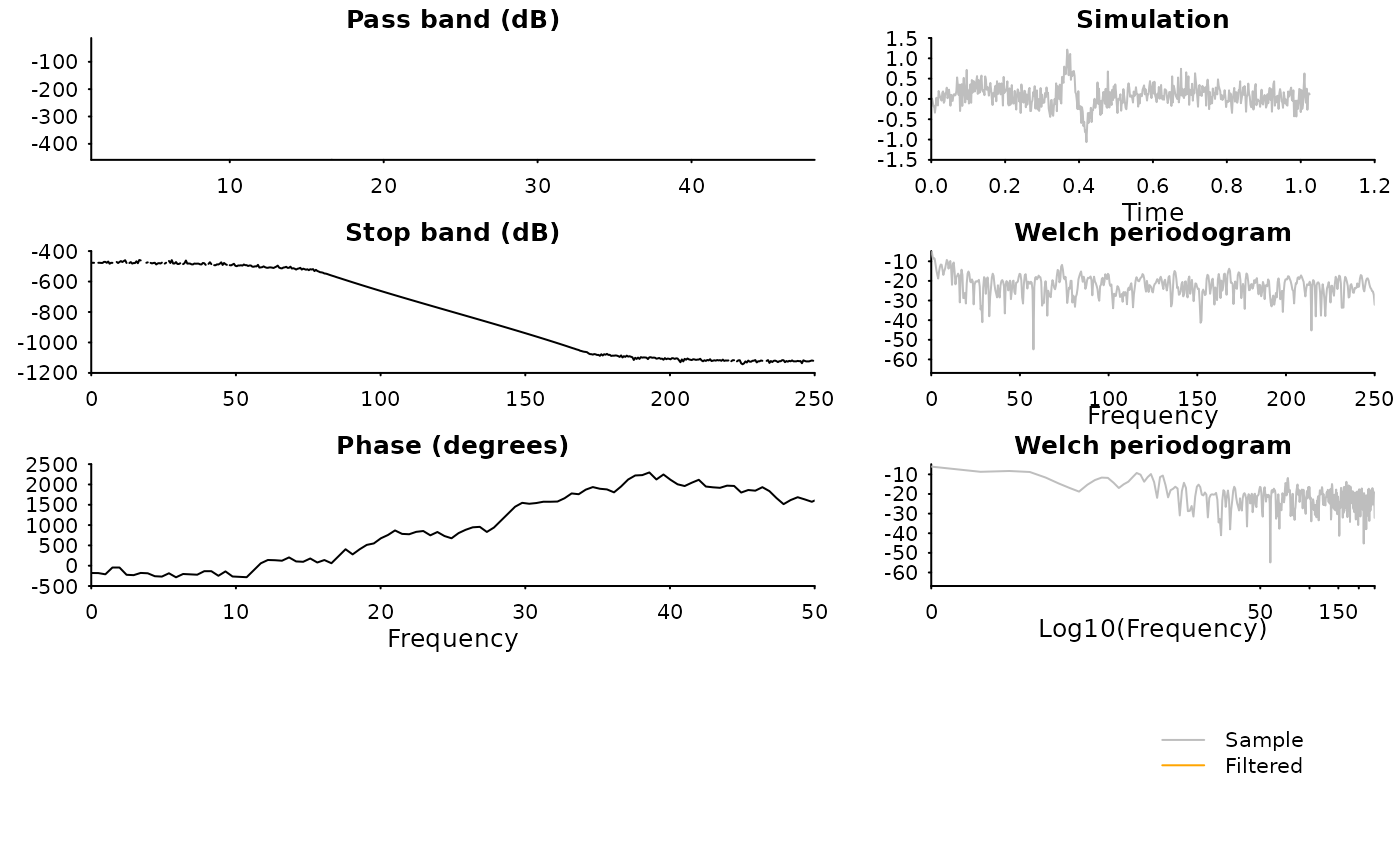 Pass band (dB)
-100
-200
-300
-400
10 20 30 40
Simulation
1.5
1.0
0.5
0.0
-0.5
-1.0
-1.5
0.0 0.2 0.4 0.6 0.8 1.0 1.2
Time
Stop band (dB)
-400
-600
-800
-1000
-1200
0 50 100 150 200 250
Welch periodogram
-10
-20
-30
-40
-50
-60
0 50 100 150 200 250
Frequency
Phase (degrees)
2500
2000
1500
1000
500
0
-500
0 10 20 30 40 50
Frequency
Welch periodogram
-10
-20
-30
-40
-50
-60
0 50 150
Log10(Frequency)
Sample
Filtered